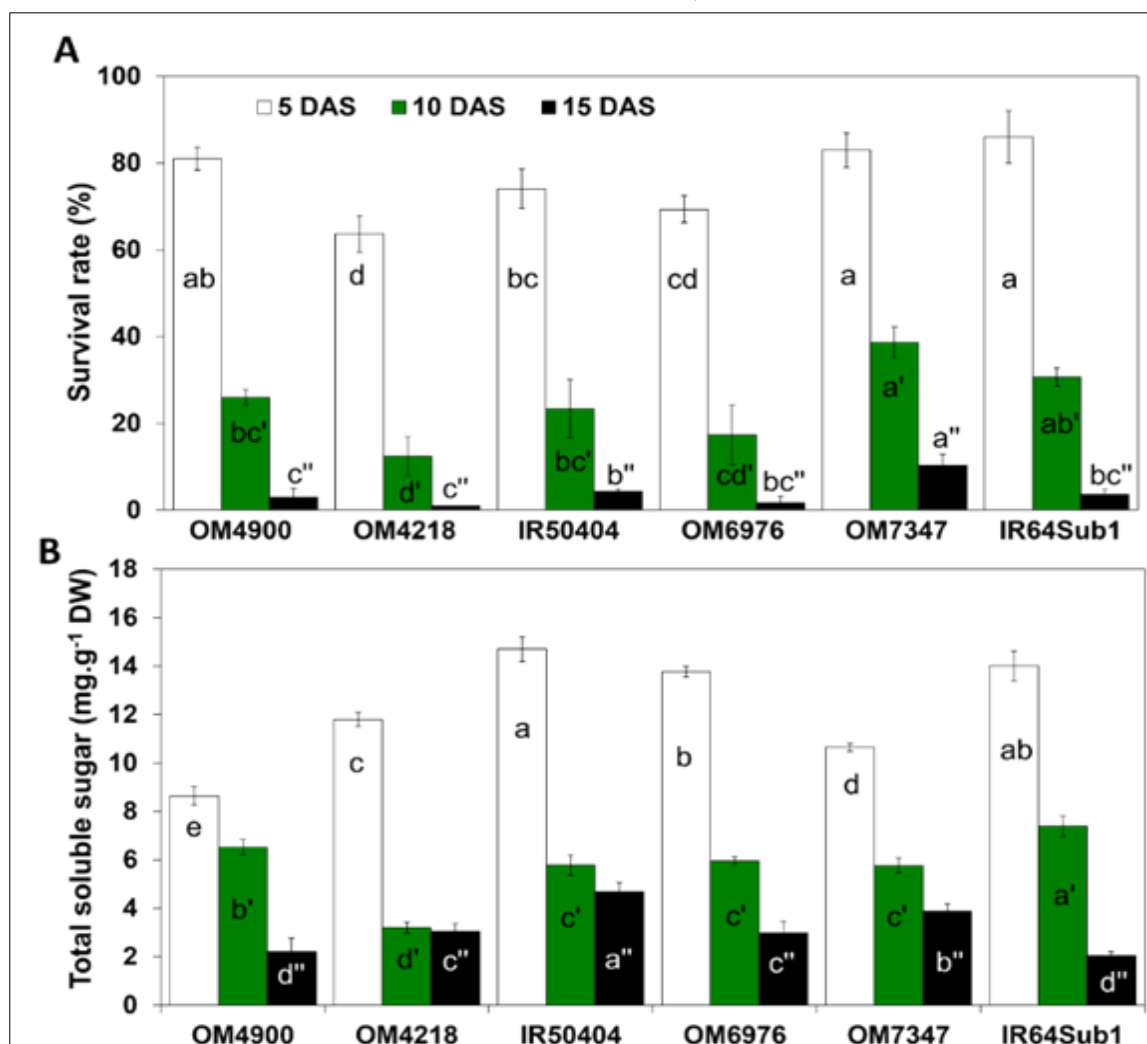 A
100
5 DAS 10 DAS 15 DAS
80
60
40
20
0
Survival rate (%)
ab bc' c"
d d' c"
bc bc' b"
cd cd' bc"
a a' a"
a ab' bc"
OM4900 OM4218 IR50404 OM6976 OM7347 IR64Sub1
B
18
16
14
12
10
8
6
4
2
0
Total soluble sugar (mg.g⁻¹ DW)
e b' d"
c d' c"
a c' a"
b c' c"
d c' b"
ab a' d"
OM4900 OM4218 IR50404 OM6976 OM7347 IR64Sub1